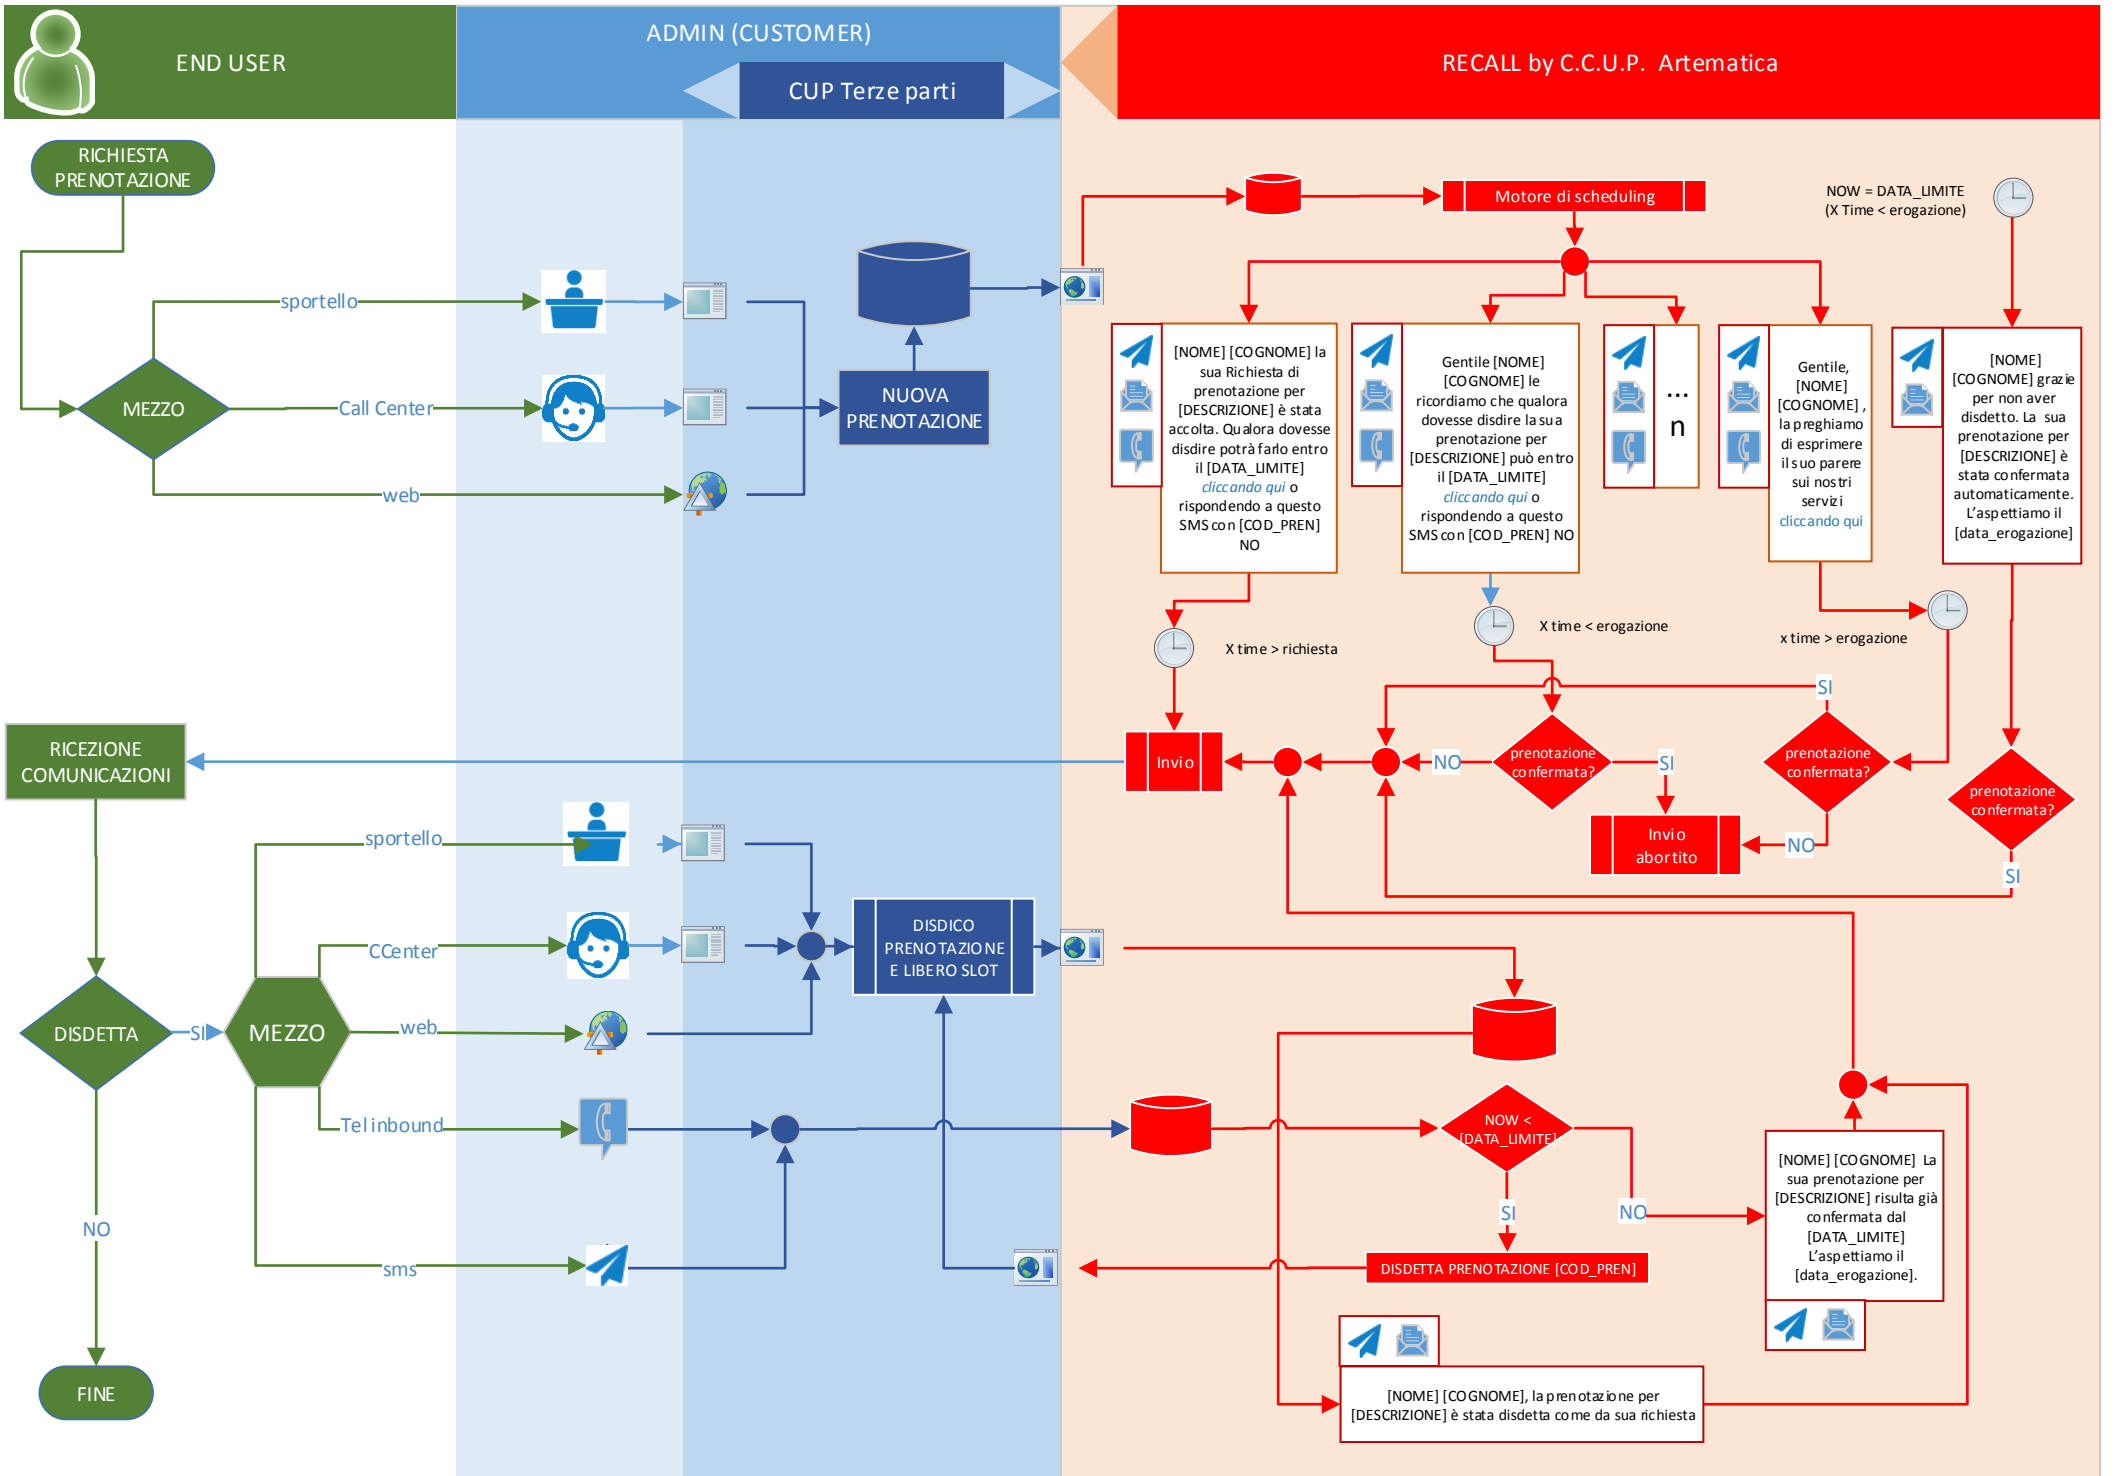 END USER
ADMIN (CUSTOMER)
CUP Terze parti
RECALL by C.C.U.P. Artematica
RICHIESTA
PRENOTAZIONE
sportello
MEZZO
Call Center
web
NUOVA
PRENOTAZIONE
Motore di scheduling
NOW = DATA_LIMITE
(X Time < erogazione)
[NOME] [COGNOME] la
sua Richiesta di
prenotazione per
[DESCRIZIONE] è stata
accolta. Qualora dovesse
disdire potrà farlo entro
il [DATA_LIMITE]
cliccando qui o
rispondendo a questo
SMS con [COD_PREN]
NO
Gentile [NOME]
[COGNOME] le
ricordiamo che qualora
dovesse disdire la sua
prenotazione per
[DESCRIZIONE] può entro
il [DATA_LIMITE]
cliccando qui o
rispondendo a questo
SMS con [COD_PREN] NO
...
n
Gentile,
[NOME]
[COGNOME] ,
la preghiamo
di esprimere
il suo parere
sui nostri
servizi
cliccando qui
[NOME]
[COGNOME] grazie
per non aver
disdetto. La sua
prenotazione per
[DESCRIZIONE] è
stata confermata
automaticamente.
L'aspettiamo il
[data_erogazione]
X time > richiesta
X time < erogazione
x time > erogazione
SI
RICEZIONE
COMUNICAZIONI
Invio
NO
prenotazione
confermata?
SI
prenotazione
confermata?
prenotazione
confermata?
Invio
abortito
NO
SI
sportello
CCenter
web
DISDETTA
SI
MEZZO
Tel inbound
sms
NO
FINE
DISDICO
PRENOTAZIONE
E LIBERO SLOT
NOW <
[DATA_LIMITE]
SI
NO
DISDETTA PRENOTAZIONE [COD_PREN]
[NOME] [COGNOME] La
sua prenotazione per
[DESCRIZIONE] risulta già
confermata dal
[DATA_LIMITE]
L'aspettiamo il
[data_erogazione].
[NOME] [COGNOME], la prenotazione per
[DESCRIZIONE] è stata disdetta come da sua richiesta